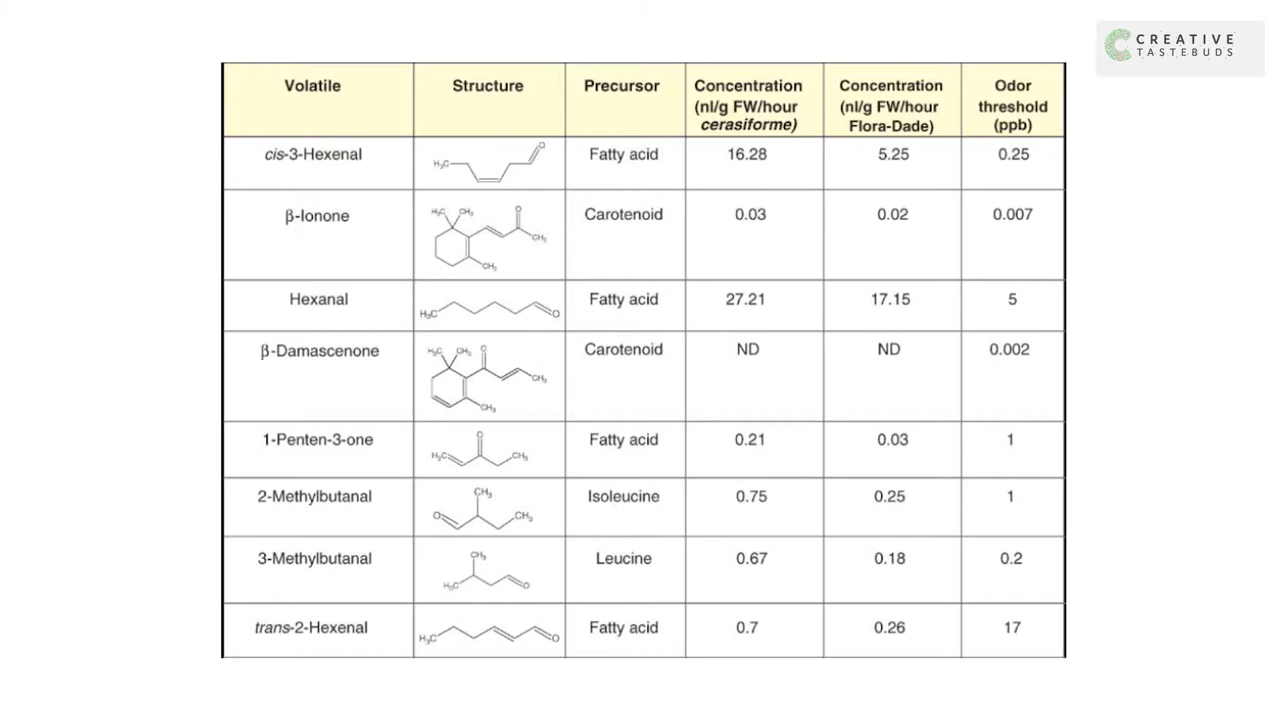 CREATIVE
TASTEBUDS
Volatile Structure Precursor Concentration (nl/g FW/hour cerasiforme) Concentration (nl/g FW/hour Flora-Dade) Odor threshold (ppb)
cis-3-Hexenal H₃C O Fatty acid 16.28 5.25 0.25
β-Ionone H₃C CH₃ O CH₃ CH₃ Carotenoid 0.03 0.02 0.007
Hexanal H₃C O Fatty acid 27.21 17.15 5
β-Damascenone H₃C CH₃ O CH₃ CH₃ Carotenoid ND ND 0.002
1-Penten-3-one O H₂C CH₃ Fatty acid 0.21 0.03 1
2-Methylbutanal CH₃ O CH₃ Isoleucine 0.75 0.25 1
3-Methylbutanal CH₃ H₃C O Leucine 0.67 0.18 0.2
trans-2-Hexenal H₃C O Fatty acid 0.7 0.26 17